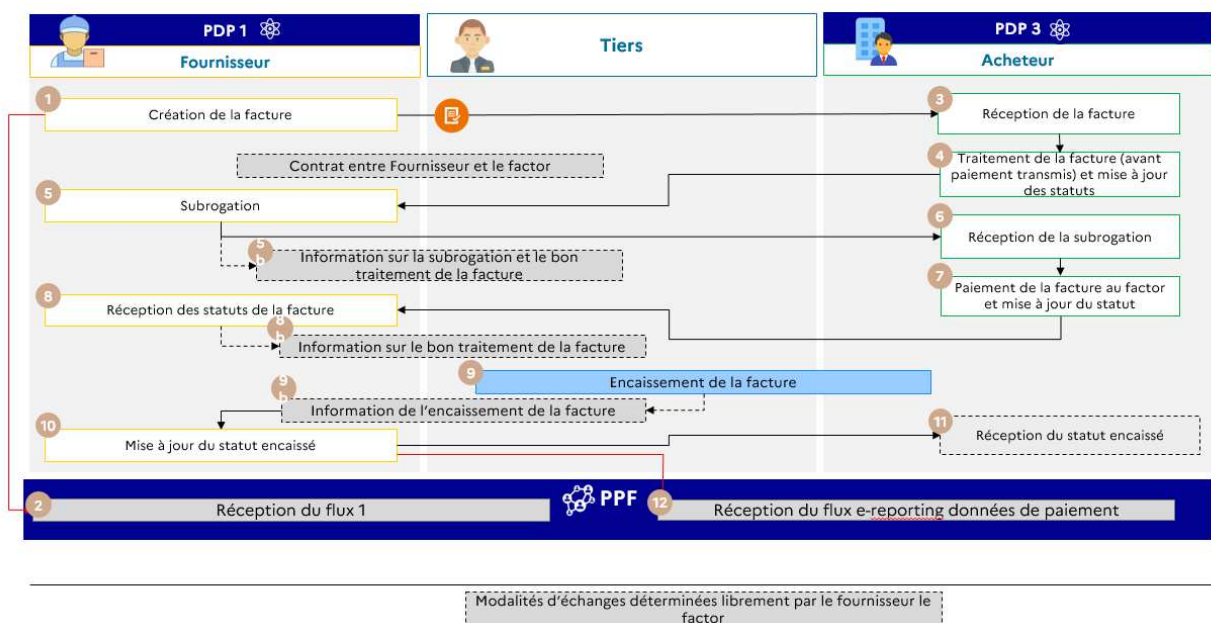 PDP 1
Fournisseur
Tiers
PDP 3
Acheteur
1
Création de la facture
3
Réception de la facture
Contrat entre Fournisseur et le factor
4
Traitement de la facture (avant
paiement transmis) et mise à jour
des statuts
5
Subrogation
6
Réception de la subrogation
5
b
Information sur la subrogation et le bon
traitement de la facture
7
Paiement de la facture au factor
et mise à jour du statut
8
Réception des statuts de la facture
8
b
Information sur le bon traitement de la facture
9
Encaissement de la facture
9
b
Information de l'encaissement de la facture
10
Mise à jour du statut encaissé
11
Réception du statut encaissé
PPF
2
Réception du flux 1
12
Réception du flux e-reporting données de paiement
Modalités d'échanges déterminées librement par le fournisseur le
factor